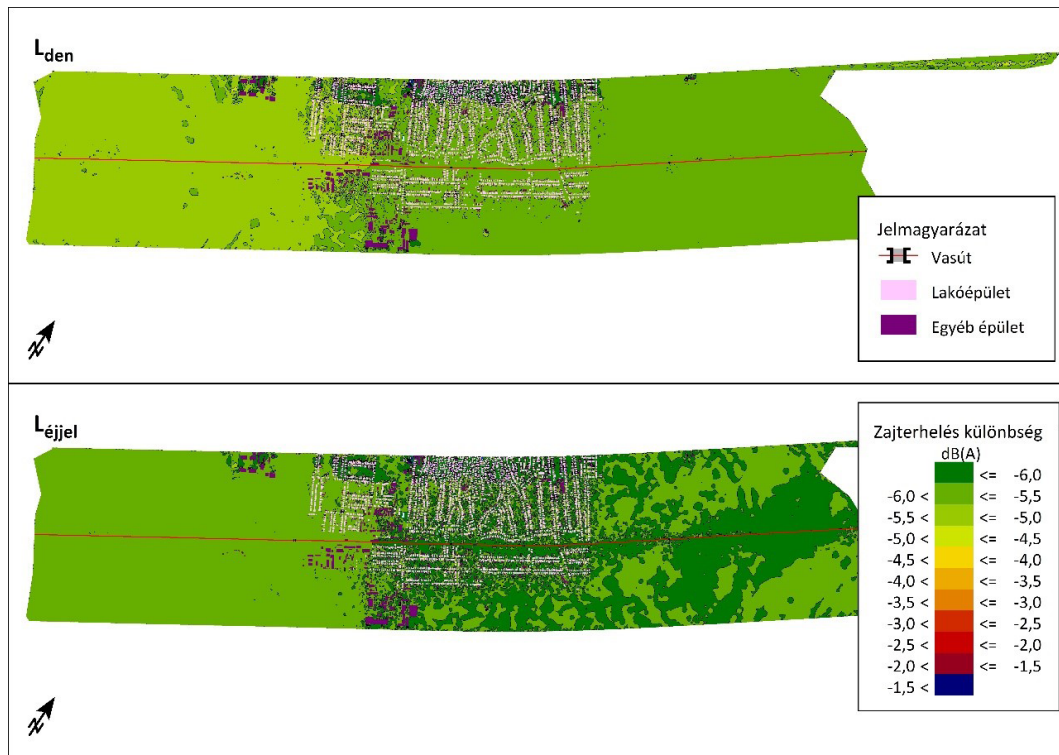 Lden
Jelmagyarázat
Vasút
Lakóépület
Egyéb épület
N
Léjjel
Zajterhelés különbség
dB(A)
<= -6,0
-6,0 < <= -5,5
-5,5 < <= -5,0
-5,0 < <= -4,5
-4,5 < <= -4,0
-4,0 < <= -3,5
-3,5 < <= -3,0
-3,0 < <= -2,5
-2,5 < <= -2,0
-2,0 < <= -1,5
-1,5 <
N